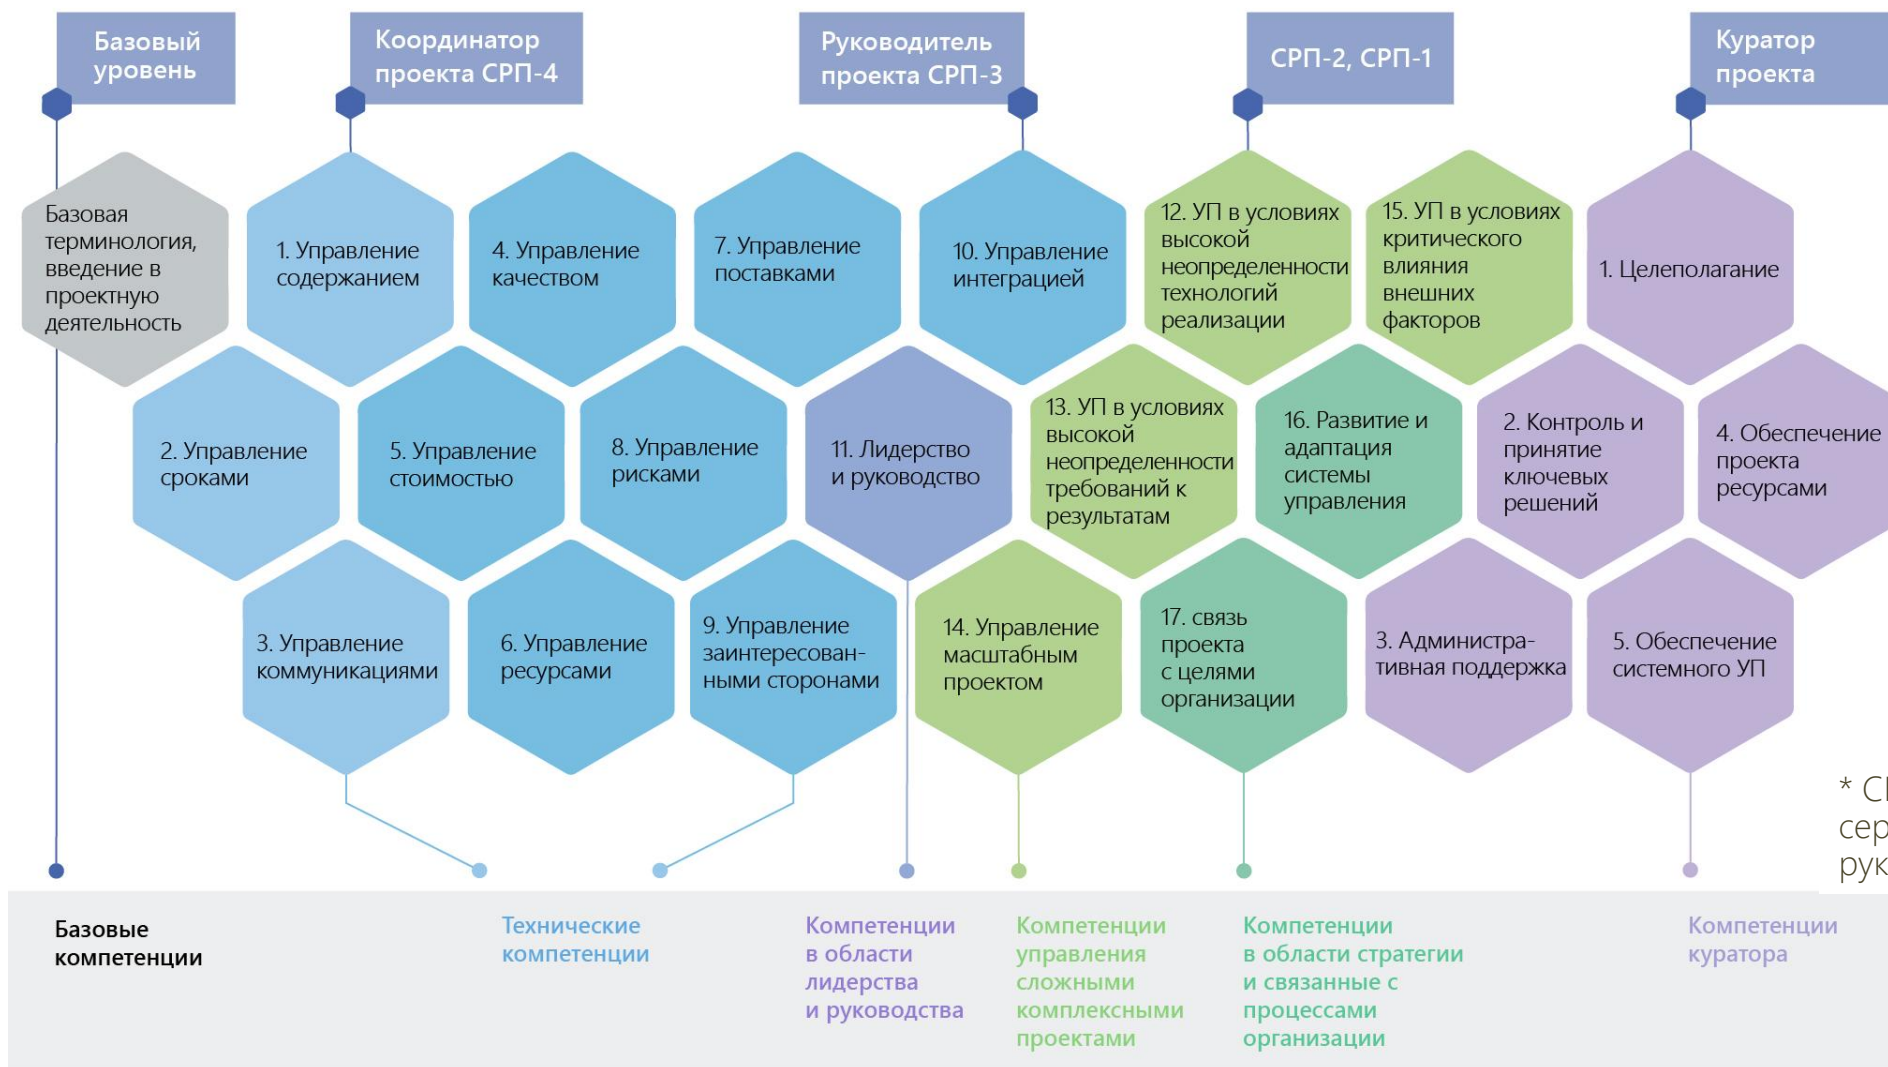 Базовый
уровень
Координатор
проекта СРП-4
Руководитель
проекта СРП-3
СРП-2, СРП-1
Куратор
проекта
Базовая
терминология,
введение в
проектную
деятельность
1. Управление
содержанием
4. Управление
качеством
7. Управление
поставками
10. Управление
интеграцией
12. УП в условиях
высокой
неопределенности
технологий
реализации
15. УП в условиях
критического
влияния
внешних
факторов
1. Целеполагание
2. Управление
сроками
5. Управление
стоимостью
8. Управление
рисками
11. Лидерство
и руководство
13. УП в условиях
высокой
неопределенности
требований к
результатам
16. Развитие и
адаптация
системы
управления
2. Контроль и
принятие
ключевых
решений
4. Обеспечение
проекта
ресурсами
3. Управление
коммуникациями
6. Управление
ресурсами
9. Управление
заинтересован-
ными сторонами
14. Управление
масштабным
проектом
17. связь
проекта
с целями
организации
3. Администра-
тивная поддержка
5. Обеспечение
системного УП
*
сер
рук
Базовые
компетенции
Технические
компетенции
Компетенции
в области
лидерства
и руководства
Компетенции
управления
сложными
комплексными
проектами
Компетенции
в области стратегии
и связанные с
процессами
организации
Компетенции
куратора